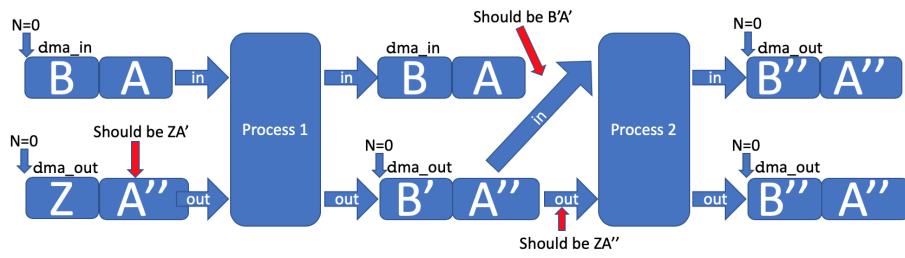 Should be B'A'
N=0
dma_in
B A
in
Process 1
in
dma_in
B A
in
Process 2
in
N=0
dma_out
B'' A''
Should be ZA'
N=0
dma_out
Z A''
out
out
N=0
dma_out
B' A''
out
Should be ZA''
out
N=0
dma_out
B'' A''